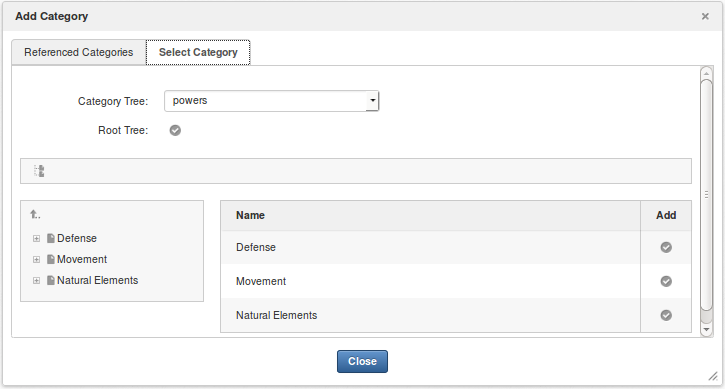 Add Category
Referenced Categories Select Category
Category Tree: powers
Root Tree:
Defense
Movement
Natural Elements
Name Add
Defense
Movement
Natural Elements
Close